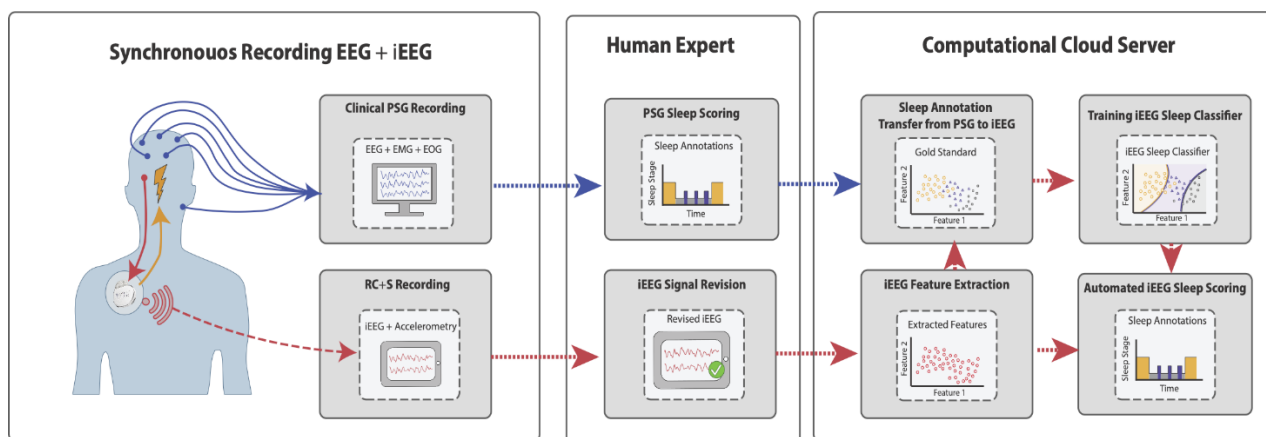 Synchronouos Recording EEG + iEEG
Clinical PSG Recording
EEG + EMG + EOG
RC+S Recording
iEEG + Accelerometry
Human Expert
PSG Sleep Scoring
Sleep Annotations
Sleep Stage
Time
iEEG Signal Revision
Revised iEEG
Computational Cloud Server
Sleep Annotation
Transfer from PSG to iEEG
Gold Standard
Feature 2
Feature 1
Training iEEG Sleep Classifier
iEEG Sleep Classifier
Feature 2
Feature 1
iEEG Feature Extraction
Extracted Features
Feature 2
Feature 1
Automated iEEG Sleep Scoring
Sleep Annotations
Sleep Stage
Time